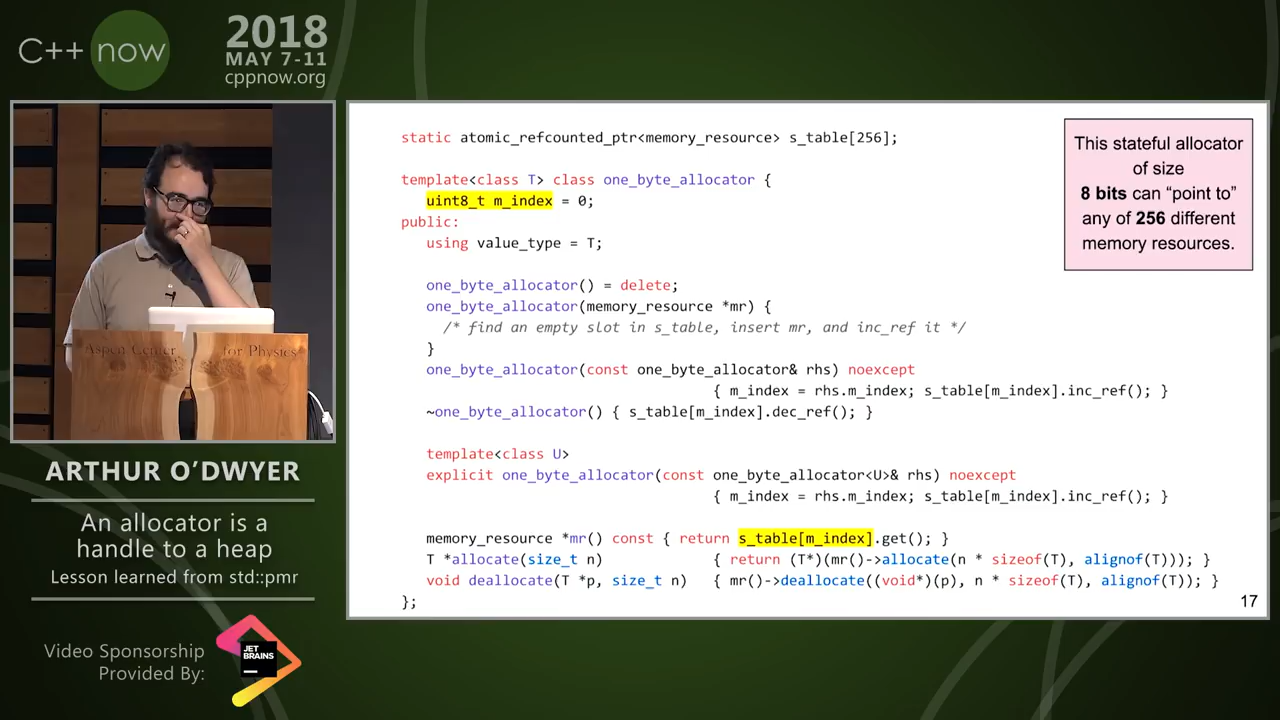 C++ now
2018
MAY 7-11
cppnow.org
Aspen Center for Physics
ARTHUR O'DWYER
An allocator is a
handle to a heap
Lesson learned from std::pmr
Video Sponsorship
Provided By:
JET
BRAINS
static atomic_refcounted_ptr<memory_resource> s_table[256];
template<class T> class one_byte_allocator {
uint8_t m_index = 0;
public:
using value_type = T;
one_byte_allocator() = delete;
one_byte_allocator(memory_resource *mr) {
/* find an empty slot in s_table, insert mr, and inc_ref it */
}
one_byte_allocator(const one_byte_allocator& rhs) noexcept
{ m_index = rhs.m_index; s_table[m_index].inc_ref(); }
~one_byte_allocator() { s_table[m_index].dec_ref(); }
template<class U>
explicit one_byte_allocator(const one_byte_allocator<U>& rhs) noexcept
{ m_index = rhs.m_index; s_table[m_index].inc_ref(); }
memory_resource *mr() const { return s_table[m_index].get(); }
T *allocate(size_t n) { return (T*)(mr()->allocate(n * sizeof(T), alignof(T))); }
void deallocate(T *p, size_t n) { mr()->deallocate((void*)(p), n * sizeof(T), alignof(T)); }
};
This stateful allocator
of size
8 bits can “point to”
any of 256 different
memory resources.
17